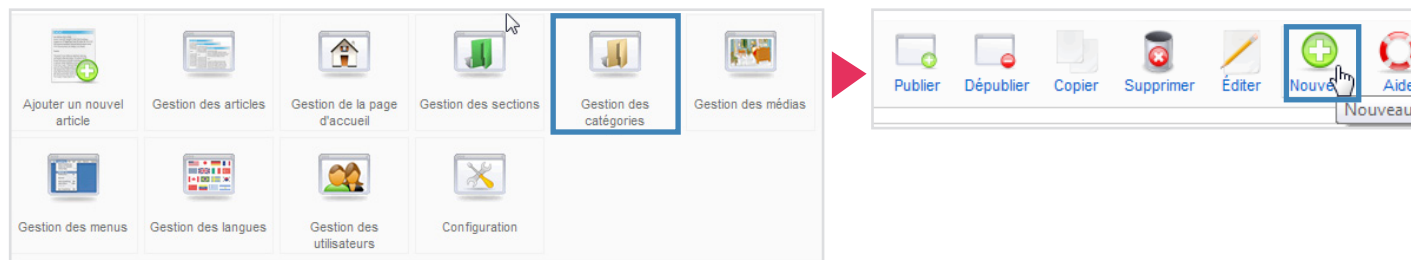 Ajouter un nouvel
article
Gestion des articles
Gestion de la page
d'accueil
Gestion des sections
Gestion des
catégories
Gestion des médias
Gestion des menus
Gestion des langues
Gestion des
utilisateurs
Configuration
Publier
Dépublier
Copier
Supprimer
Éditer
Aide
Nouveau